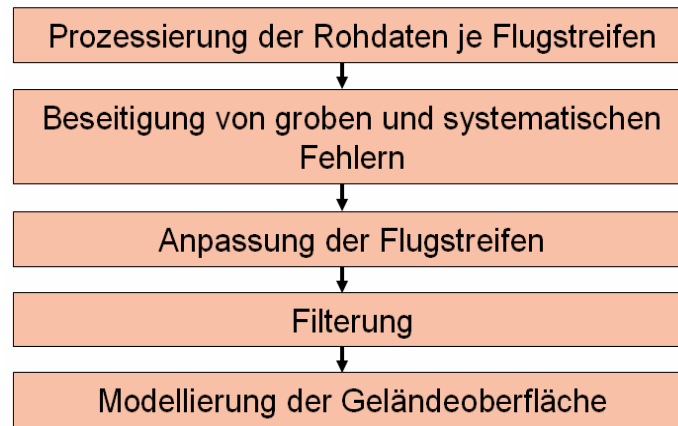 Prozessierung der Rohdaten je Flugstreifen
Beseitigung von groben und systematischen
Fehlern
Anpassung der Flugstreifen
Filterung
Modellierung der Geländeoberfläche